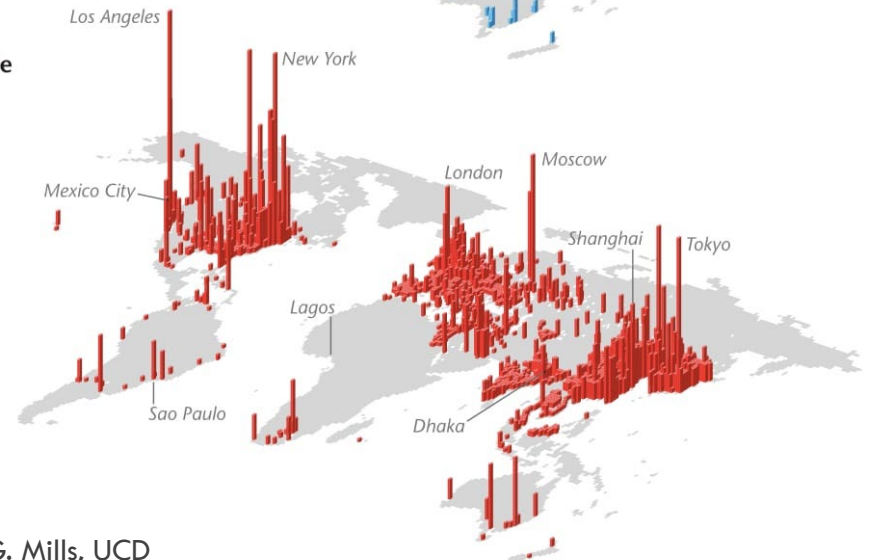 Los Angeles
e
New York
London
Moscow
Mexico City
Shanghai
Tokyo
Lagos
Sao Paulo
Dhaka
G. Mills, UCD